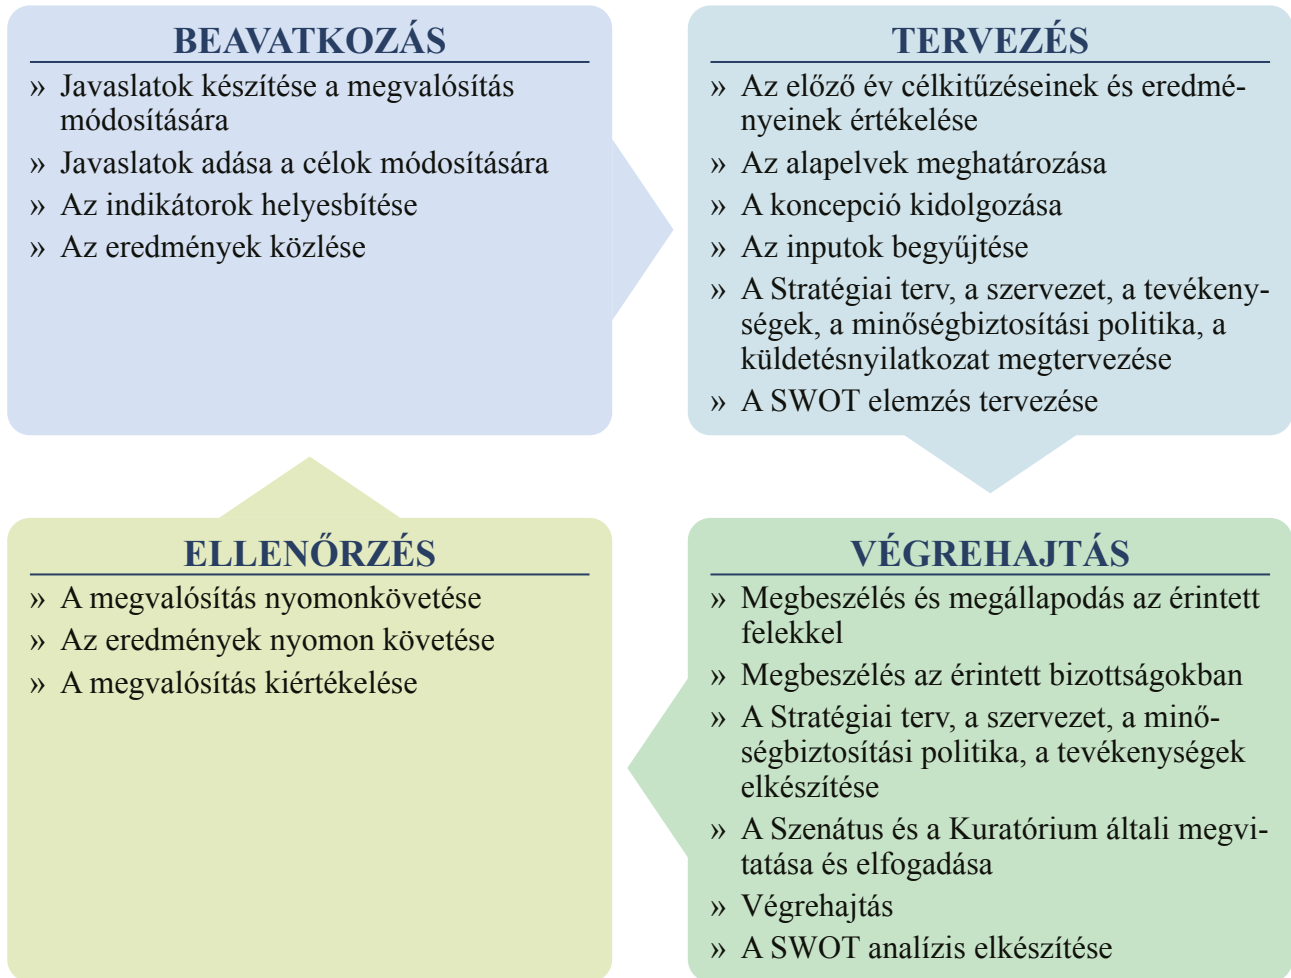 BEAVATKOZÁS
» Javaslatok készítése a megvalósítás
módosítására
» Javaslatok adása a célok módosítására
» Az indikátorok helyesbítése
» Az eredmények közlése
TERVEZÉS
» Az előző év célkitűzéseinek és eredmé-
nyeinek értékelése
» Az alapelvek meghatározása
» A koncepció kidolgozása
» Az inputok begyűjtése
» A Stratégiai terv, a szervezet, a tevékeny-
ségek, a minőségbiztosítási politika, a
küldetésnyilatkozat megtervezése
» A SWOT elemzés tervezése
ELLENŐRZÉS
» A megvalósítás nyomonkövetése
» Az eredmények nyomon követése
» A megvalósítás kiértékelése
VÉGREHAJTÁS
» Megbeszélés és megállapodás az érintett
felekkel
» Megbeszélés az érintett bizottságokban
» A Stratégiai terv, a szervezet, a minő-
ségbiztosítási politika, a tevékenységek
elkészítése
» A Szenátus és a Kuratórium általi megvi-
tatása és elfogadása
» Végrehajtás
» A SWOT analízis elkészítése